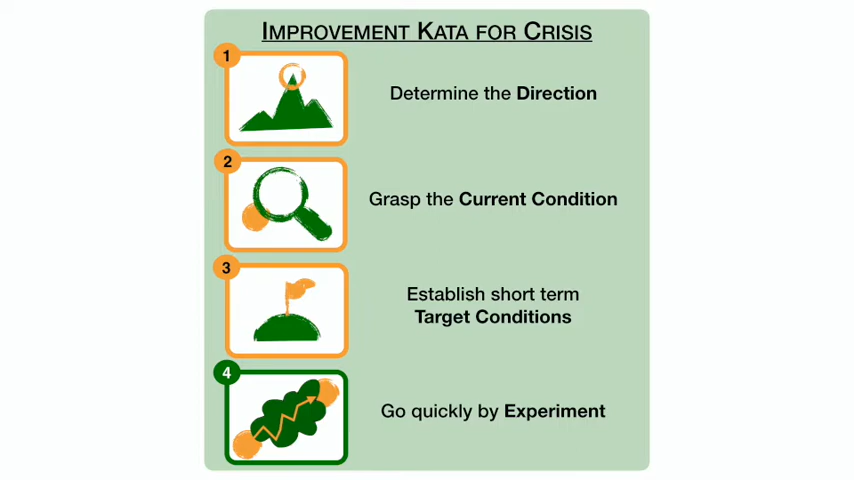 IMPROVEMENT KATA FOR CRISIS
1
Determine the Direction
2
Grasp the Current Condition
3
Establish short term
Target Conditions
4
Go quickly by Experiment